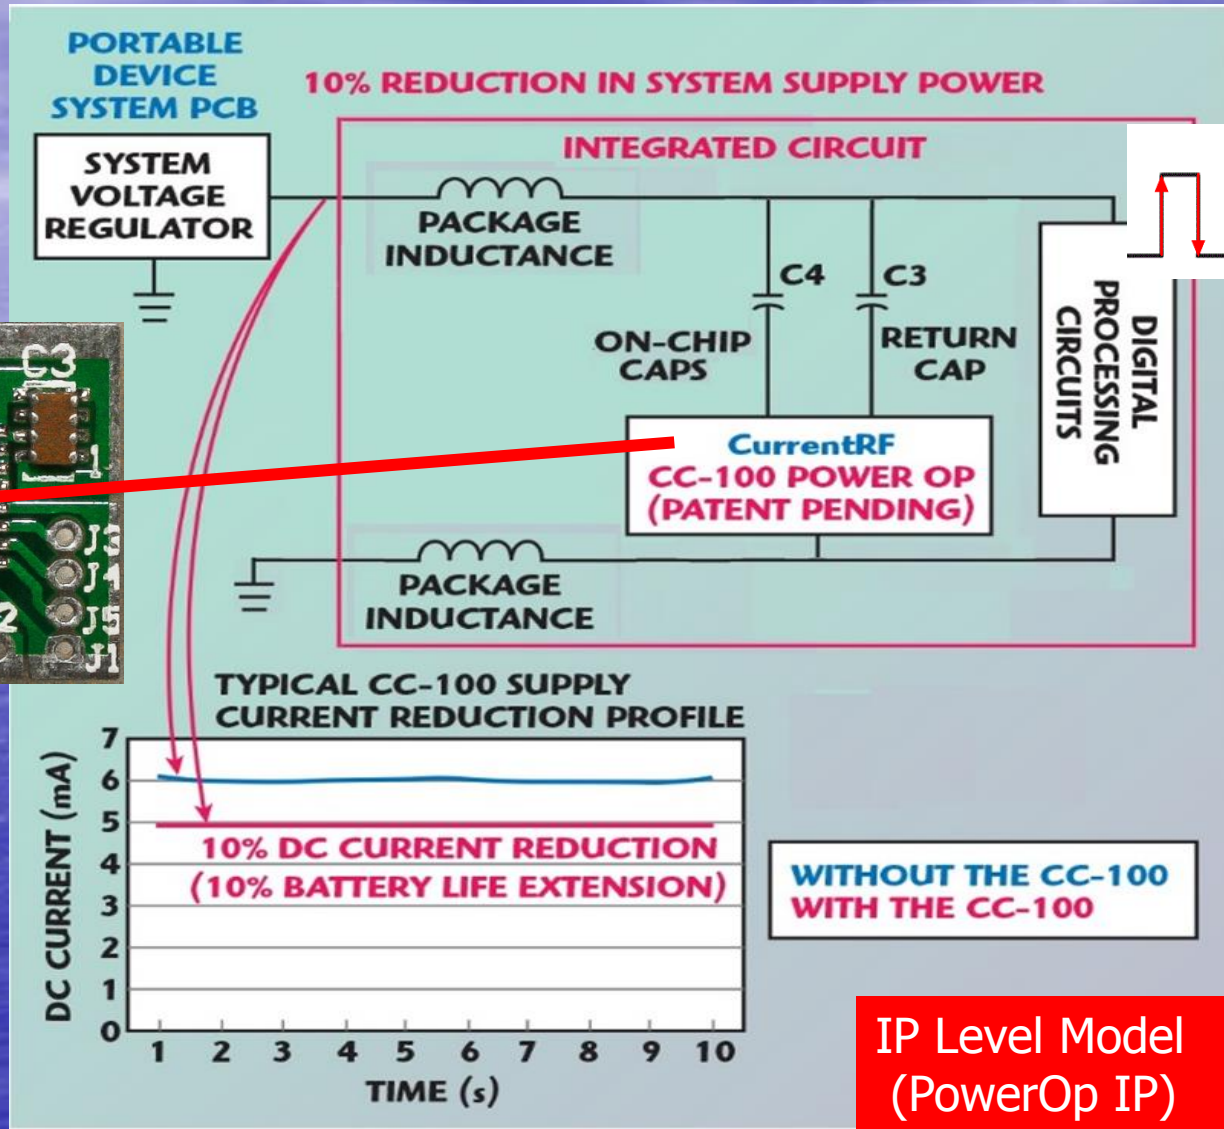 PORTABLE
DEVICE
SYSTEM PCB
10% REDUCTION IN SYSTEM SUPPLY POWER
SYSTEM
VOLTAGE
REGULATOR
INTEGRATED CIRCUIT
PACKAGE
INDUCTANCE
C4
C3
ON-CHIP
CAPS
RETURN
CAP
DIGITAL
PROCESSING
CIRCUITS
CurrentRF
CC-100 POWER OP
(PATENT PENDING)
C3
1
J3
J1
2
J5
J1
PACKAGE
INDUCTANCE
TYPICAL CC-100 SUPPLY
CURRENT REDUCTION PROFILE
DC CURRENT (mA)
7
6
5
4
3
2
1
0
10% DC CURRENT REDUCTION
(10% BATTERY LIFE EXTENSION)
1 2 3 4 5 6 7 8 9 10
TIME (s)
WITHOUT THE CC-100
WITH THE CC-100
IP Level Model
(PowerOp IP)